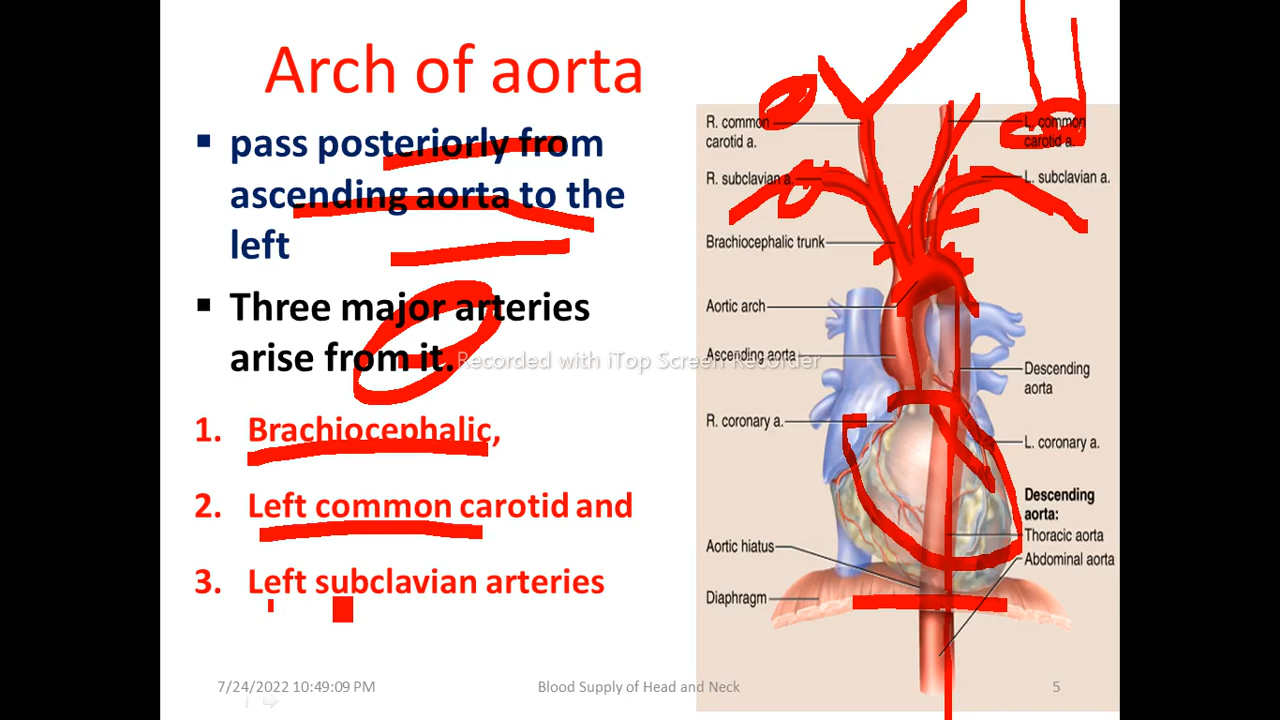 Arch of aorta
▪ pass posteriorly from
ascending aorta to the
left
▪ Three major arteries
arise from it.
1. Brachiocephalic,
2. Left common carotid and
3. Left subclavian arteries
R. common
carotid a.
R. subclavian a.
Brachiocephalic trunk
Aortic arch
Ascending aorta
R. coronary a.
Aortic hiatus
Diaphragm
L. common
carotid a.
L. subclavian a.
Descending
aorta
L. coronary a.
Descending
aorta:
Thoracic aorta
Abdominal aorta
Recorded with iTop Screen Recorder
7/24/2022 10:49:09 PM
Blood Supply of Head and Neck
5